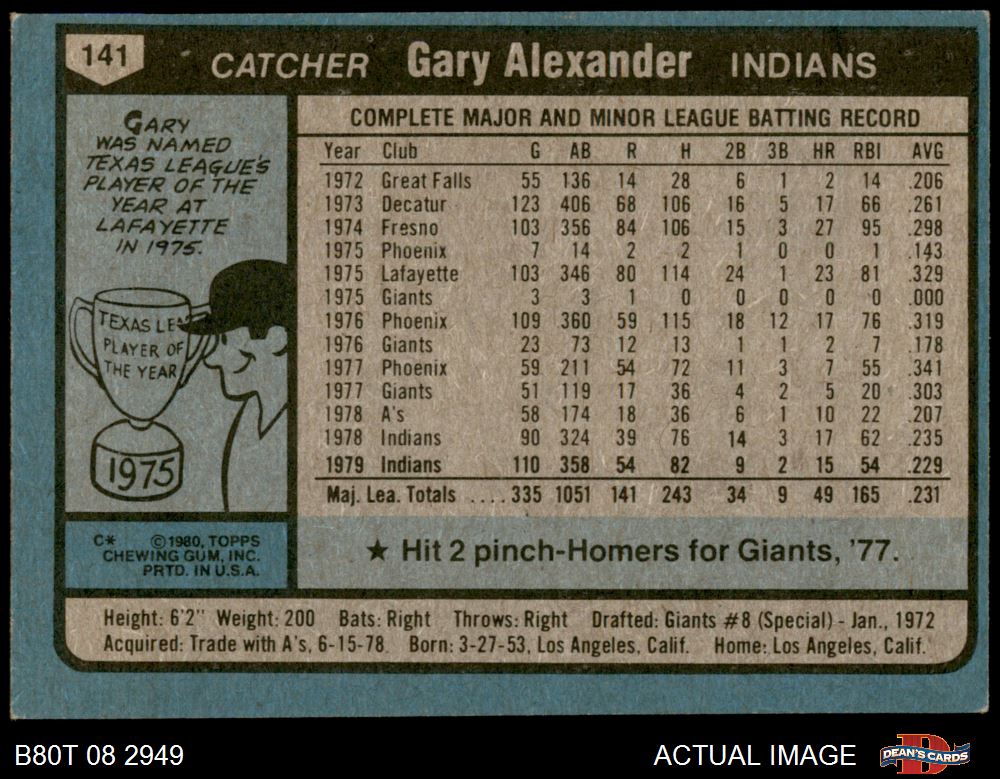 141 CATCHER Gary Alexander INDIANS
GARY
WAS NAMED
TEXAS LEAGUE'S
PLAYER OF THE
YEAR AT
LAFAYETTE
IN 1975.
TEXAS LEA
PLAYER OF
THE YEAR
1975
C* ©1980, TOPPS
CHEWING GUM, INC.
PRTD. IN U.S.A.
COMPLETE MAJOR AND MINOR LEAGUE BATTING RECORD
Year Club G AB R H 2B 3B HR RBI AVG
1972 Great Falls 55 136 14 28 6 1 2 14 .206
1973 Decatur 123 406 68 106 16 5 17 66 .261
1974 Fresno 103 356 84 106 15 3 27 95 .298
1975 Phoenix 7 14 2 2 1 0 0 1 .143
1975 Lafayette 103 346 80 114 24 1 23 81 .329
1975 Giants 3 3 1 0 0 0 0 0 .000
1976 Phoenix 109 360 59 115 18 12 17 76 .319
1976 Giants 23 73 12 13 1 1 2 7 .178
1977 Phoenix 59 211 54 72 11 3 7 55 .341
1977 Giants 51 119 17 36 4 2 5 20 .303
1978 A's 58 174 18 36 6 1 10 22 .207
1978 Indians 90 324 39 76 14 3 17 62 .235
1979 Indians 110 358 54 82 9 2 15 54 .229
Maj. Lea. Totals ....335 1051 141 243 34 9 49 165 .231
★ Hit 2 pinch-Homers for Giants, '77.
Height: 6'2" Weight: 200 Bats: Right Throws: Right Drafted: Giants #8 (Special) - Jan., 1972
Acquired: Trade with A's, 6-15-78. Born: 3-27-53, Los Angeles, Calif. Home: Los Angeles, Calif.
B80T 08 2949 ACTUAL IMAGE DEAN'S CARDS